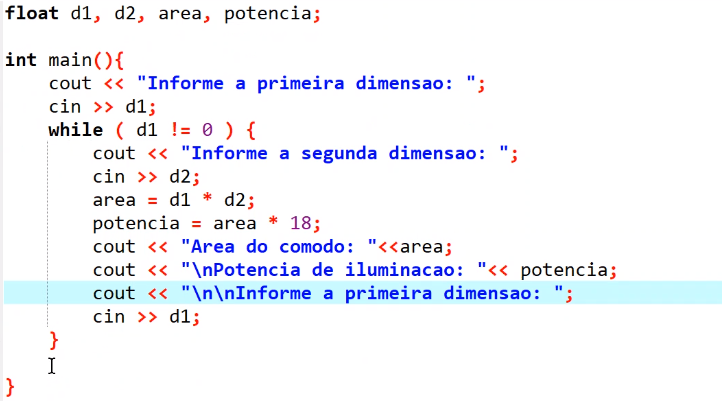 float d1, d2, area, potencia;
int main(){
cout << "Informe a primeira dimensao: ";
cin >> d1;
while ( d1 != 0 ) {
cout << "Informe a segunda dimensao: ";
cin >> d2;
area = d1 * d2;
potencia = area * 18;
cout << "Area do comodo: "<<area;
cout << "\nPotencia de iluminacao: "<< potencia;
cout << "\n\nInforme a primeira dimensao: ";
cin >> d1;
}
}